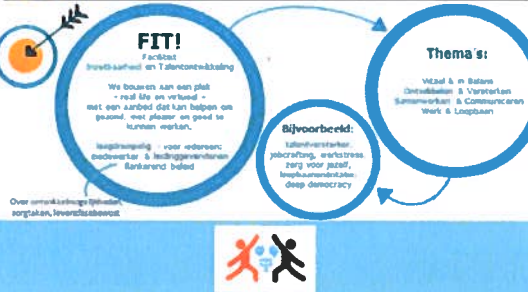 FIT!
Faciliteit
Inzetbaarheid en Talentontwikkeling
We bouwen aan een plek
- real life en virtueel -
met een aanbod dat kan helpen om
gezond, met plezier en goed te
kunnen werken.
laagdrempelig - voor iedereen:
medewerker & leidinggevenden
flankerend beleid
Over
zorgtaken, levensfasebewust
Bijvoorbeeld:
talentversterker,
jobcrafting, werkstress
zorg voor jezelf,
deep democracy
Thema's:
Vitaal & in Balans
Ontwikkelen & Versterken
Samenwerken & Communiceren
Werk & Loopbaan